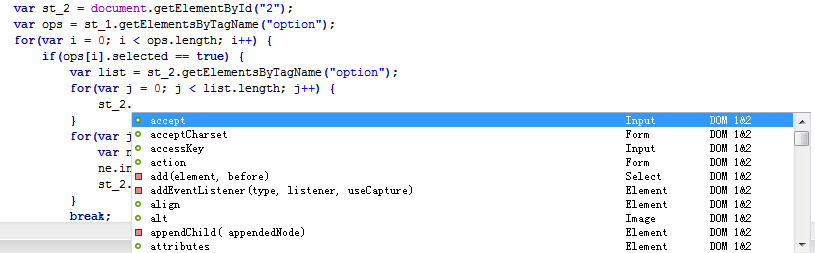 var st_2 = document.getElementById("2");
var ops = st_1.getElementsByTagName("option");
for(var i = 0; i < ops.length; i++) {
if(ops[i].selected == true) {
var list = st_2.getElementsByTagName("option");
for(var j = 0; j < list.length; j++) {
st_2.
} accept Input DOM 1&2
for(var j acceptCharset Form DOM 1&2
var n accessKey Input DOM 1&2
ne.in action Form DOM 1&2
st_2. add(element, before) Select DOM 1&2
} addEventListener(type, listener, useCapture) Element DOM 1&2
break; align Element DOM 1&2
alt Image DOM 1&2
appendChild( appendedNode) Element DOM 1&2
attributes Element DOM 1&2